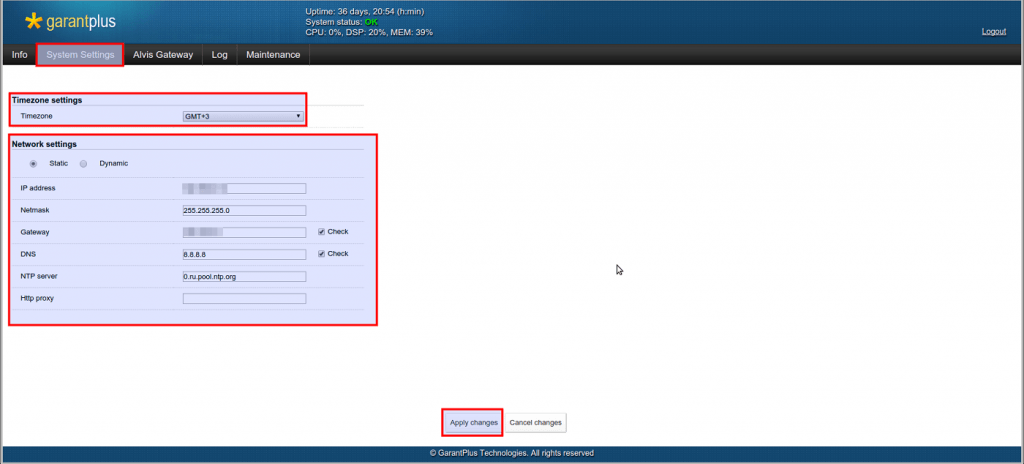 garantplus
Uptime: 36 days, 20:54 (h:min)
System status: OK
CPU: 0%, DSP: 20%, MEM: 39%
Logout
Info System Settings Alvis Gateway Log Maintenance
Timezone settings
Timezone GMT+3
Network settings
Static Dynamic
IP address
Netmask 255.255.255.0
Gateway Check
DNS 8.8.8.8 Check
NTP server 0.ru.pool.ntp.org
Http proxy
Apply changes Cancel changes
© GarantPlus Technologies. All rights reserved